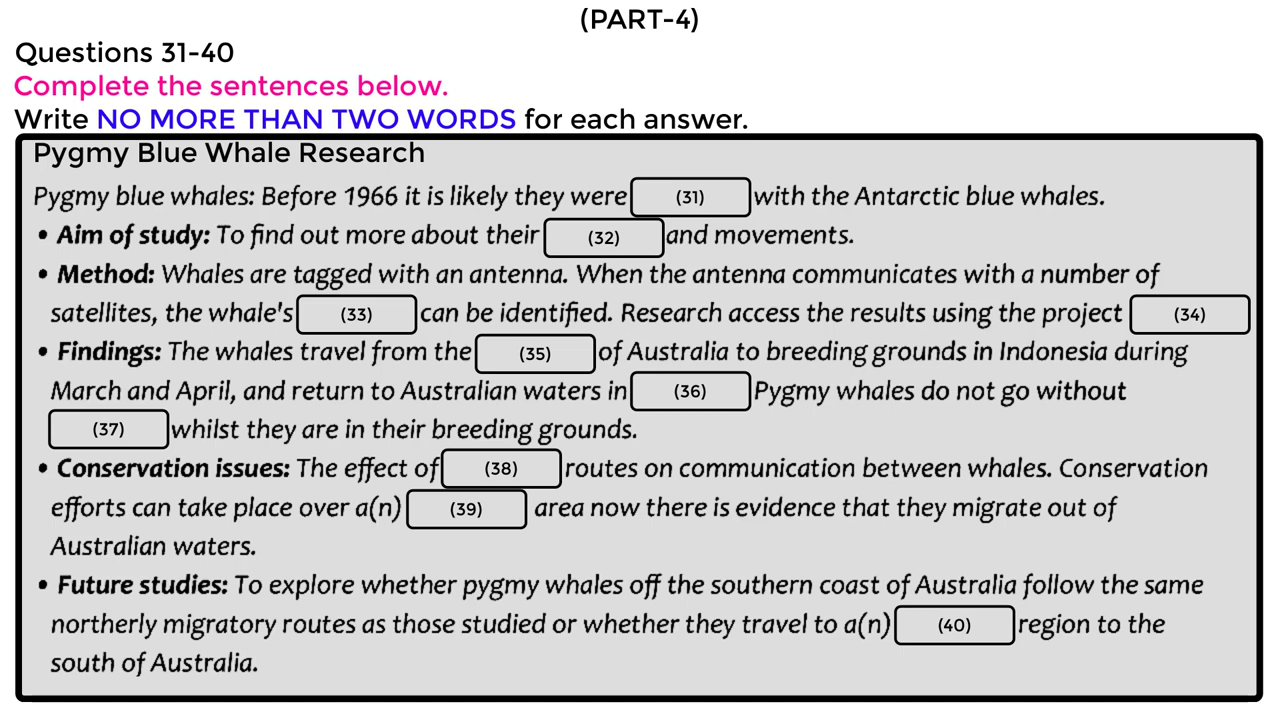 (PART-4)
Questions 31-40
Complete the sentences below.
Write NO MORE THAN TWO WORDS for each answer.
Pygmy Blue Whale Research
Pygmy blue whales: Before 1966 it is likely they were (31) with the Antarctic blue whales.
• Aim of study: To find out more about their (32) and movements.
• Method: Whales are tagged with an antenna. When the antenna communicates with a number of
satellites, the whale's (33) can be identified. Research access the results using the project (34)
• Findings: The whales travel from the (35) of Australia to breeding grounds in Indonesia during
March and April, and return to Australian waters in (36) Pygmy whales do not go without
(37) whilst they are in their breeding grounds.
• Conservation issues: The effect of (38) routes on communication between whales. Conservation
efforts can take place over a(n) (39) area now there is evidence that they migrate out of
Australian waters.
• Future studies: To explore whether pygmy whales off the southern coast of Australia follow the same
northerly migratory routes as those studied or whether they travel to a(n) (40) region to the
south of Australia.